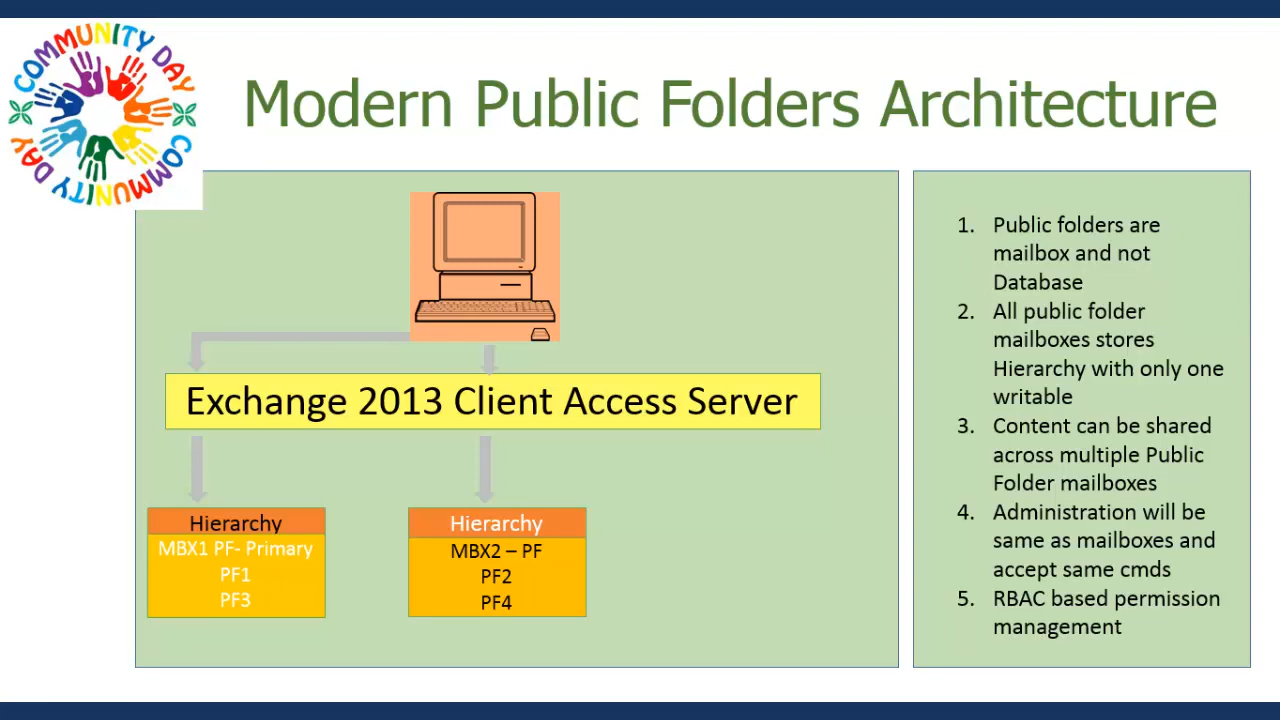 COMMUNITY DAY
COMMUNITY DAY
Modern Public Folders Architecture
Exchange 2013 Client Access Server
Hierarchy
MBX1 PF- Primary
PF1
PF3
Hierarchy
MBX2 – PF
PF2
PF4
1. Public folders are
mailbox and not
Database
2. All public folder
mailboxes stores
Hierarchy with only one
writable
3. Content can be shared
across multiple Public
Folder mailboxes
4. Administration will be
same as mailboxes and
accept same cmds
5. RBAC based permission
management